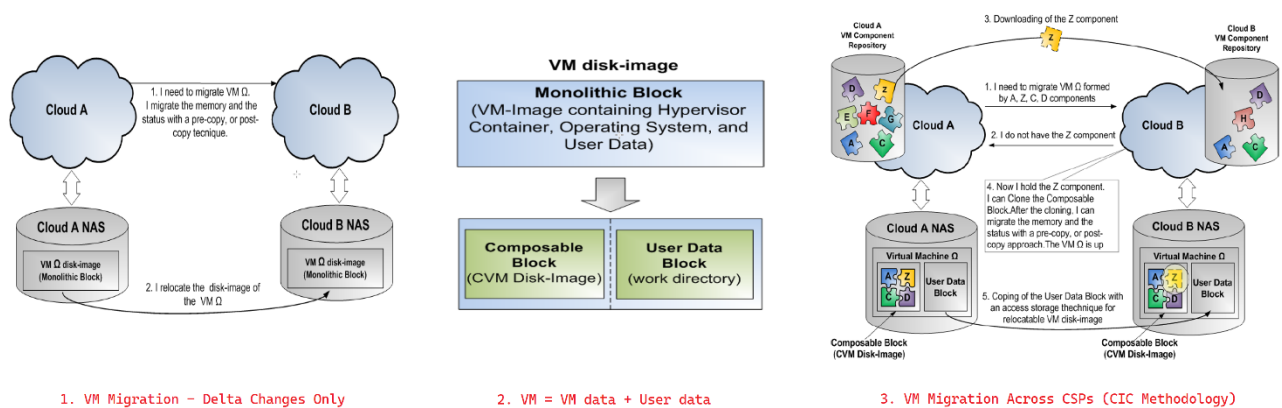 Cloud A
Cloud B
1. I need to migrate VM Ω.
I migrate the memory and the
status with a pre-copy, or post-
copy tecnique.
Cloud A NAS
VM Ω disk-image
(Monolithic Block)
Cloud B NAS
VM Ω disk-image
(Monolithic Block)
2. I relocate the disk-image of
the VM Ω
1. VM Migration - Delta Changes Only
VM disk-image
Monolithic Block
(VM-Image containing Hypervisor
Container, Operating System, and
User Data)
Composable
Block
(CVM Disk-Image)
User Data
Block
(work directory)
2. VM = VM data + User data
Cloud A
VM Component
Repository
3. Downloading of the Z component
Z
Cloud B
VM Component
Repository
D
Z
E
F
G
A
C
Cloud A
1. I need to migrate VM Ω formed
by A, Z, C, D components
2. I do not have the Z component
Cloud B
D
H
A
C
4. Now I hold the Z component.
I can Clone the Composable
Block.After the cloning. I can
migrate the memory and the
status with a pre-copy, or post-
copy approach.The VM Ω is up
Cloud A NAS
Virtual Machine Ω
A
Z
C
D
User Data
Block
Cloud B NAS
Virtual Machine Ω
A
Z
C
D
User Data
Block
5. Coping of the User Data Block with
an access storage thechnique for
relocatable VM disk-image
Composable Block
(CVM Disk-Image)
Composable Block
(CVM Disk-Image)
3. VM Migration Across CSPs (CIC Methodology)